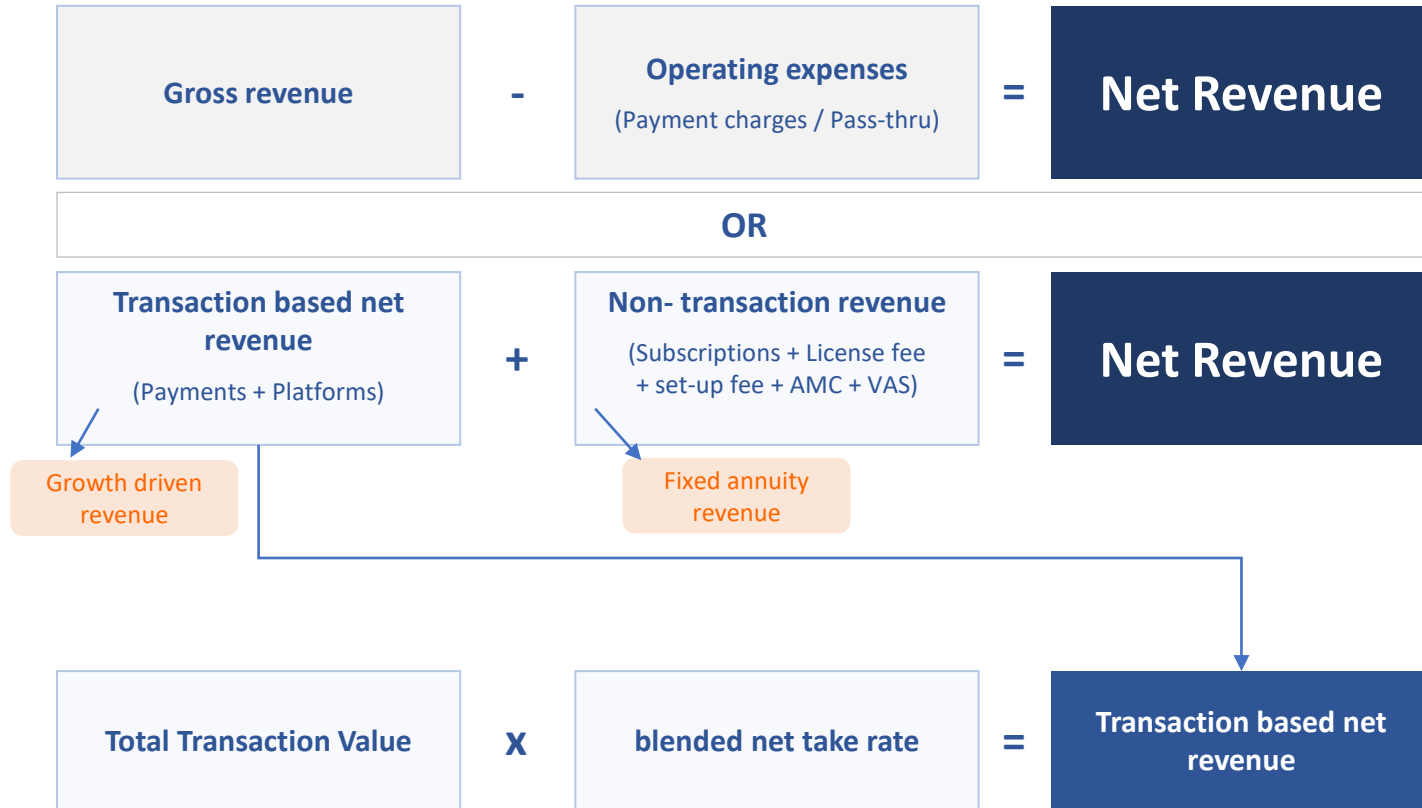 Gross revenue
-
Operating expenses
(Payment charges / Pass-thru)
=
Net Revenue
OR
Transaction based net
revenue
(Payments + Platforms)
+
Non- transaction revenue
(Subscriptions + License fee
+ set-up fee + AMC + VAS)
=
Net Revenue
Growth driven
revenue
Fixed annuity
revenue
Total Transaction Value
x
blended net take rate
=
Transaction based net
revenue